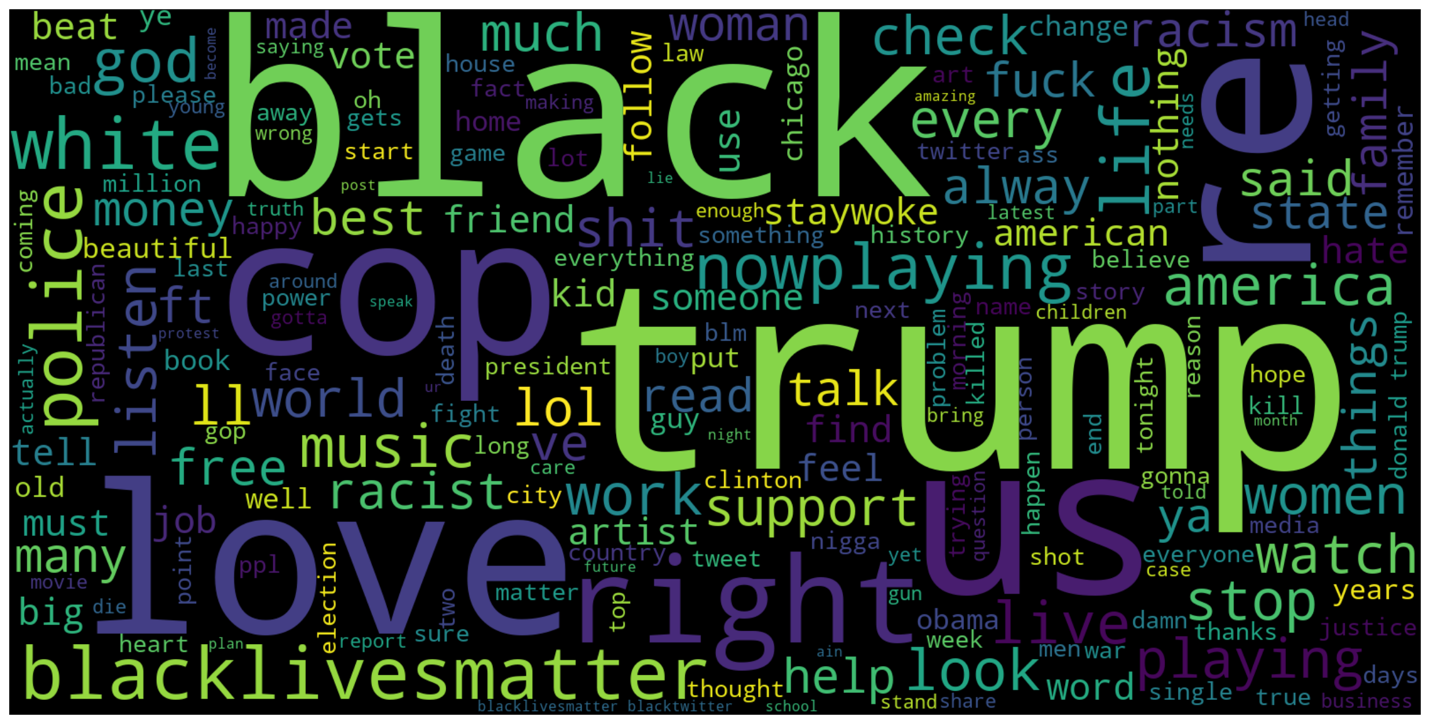 beat
ye
made
black
much
woman
check
change
racism
head
mean
god
saying
vote
house
law
chicago
art
fuck
re
family
bad
please
become
young
away
oh
gets
fact
making
follow
use
amazing
every
life
nothing
needs
getting
white
wrong
home
game
lot
twitter
ass
said
remember
million
start
post
lie
alway
part
state
police
money
truth
happy
best
friend
shit
enough
staywoke
latest
american
hate
coming
beautiful
something
history
believe
republican
listen
last
around
cop
everything
nowplaying
america
ft
power
speak
kid
someone
story
things
gotta
trump
next
name
children
protest
book
death
blm
problem
morning
actually
face
president
boy
put
killed
reason
hope
donald trump
ll
world
lol
read
talk
person
tonight
kill
month
ur
fight
guy
bring
end
gop
music
long
ve
night
find
tell
free
care
feel
happen
gonna
old
well
racist
city
work
clinton
support
trying
question
us
told
women
must
job
artist
ya
media
many
point
ppl
election
love
country
future
tweet
nigga
yet
shot
everyone
case
watch
movie
two
matter
right
top
gun
years
big
die
report
sure
obama
live
damn
stop
thanks
justice
heart
plan
week
men
war
playing
blacklivesmatter
thought
help
ain
look
word
single
true
days
blacklivesmatter blacktwitter
school
stand
share
business